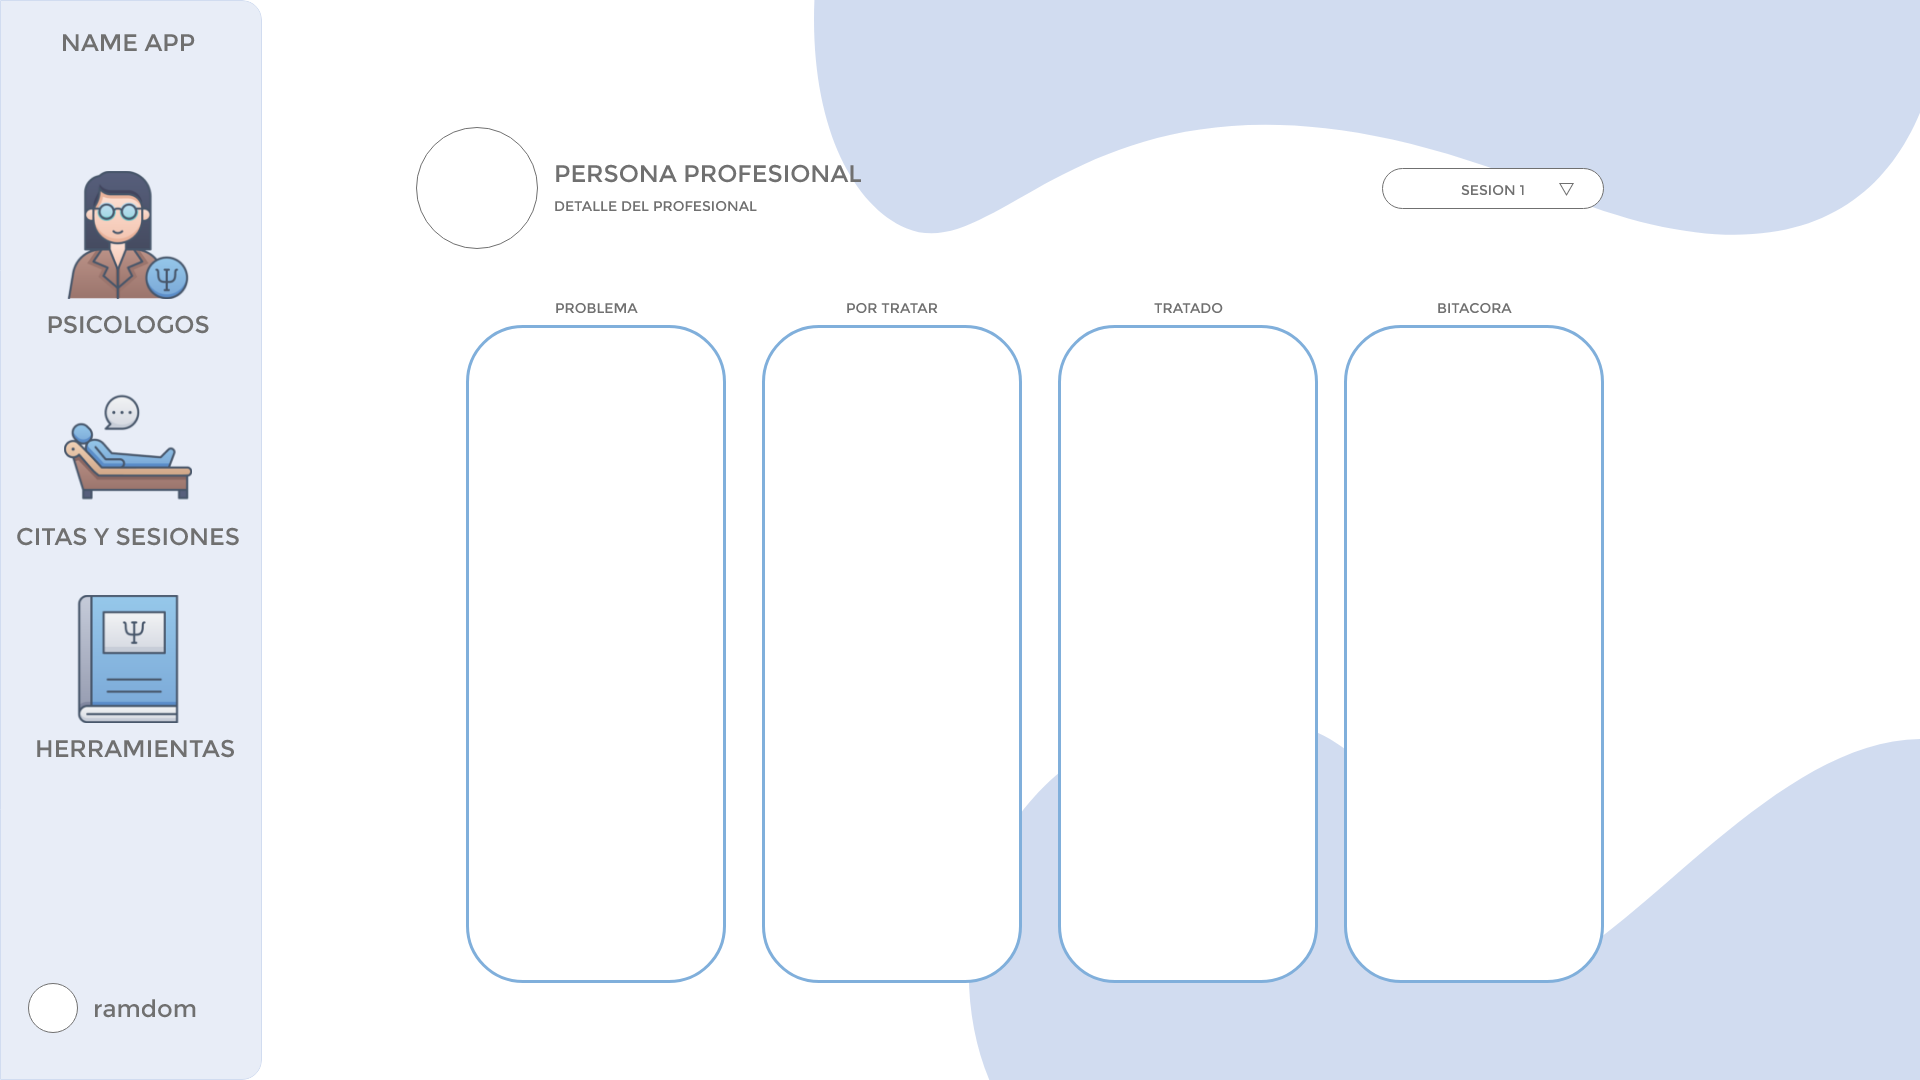 NAME APP
PSICOLOGOS
CITAS Y SESIONES
Ψ
HERRAMIENTAS
ramdom
PERSONA PROFESIONAL
DETALLE DEL PROFESIONAL
SESION 1
PROBLEMA
POR TRATAR
TRATADO
BITACORA